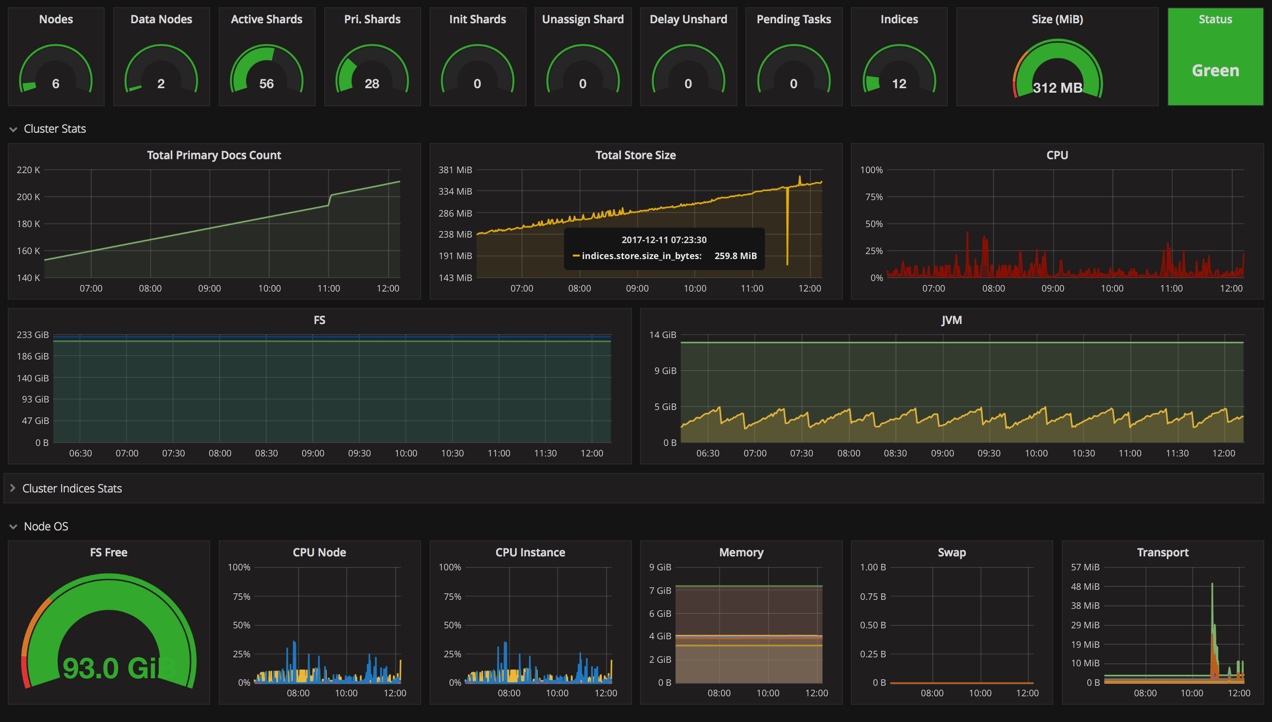 Nodes
Data Nodes
Active Shards
Pri. Shards
Init Shards
Unassign Shard
Delay Unshard
Pending Tasks
Indices
Size (MiB)
Status
6
2
56
28
0
0
0
0
12
312 MB
Green
Cluster Stats
Total Primary Docs Count
220 K
200 K
180 K
160 K
140 K
07:00 08:00 09:00 10:00 11:00 12:00
Total Store Size
381 MiB
334 MiB
286 MiB
238 MiB
191 MiB
143 MiB
2017-12-11 07:23:30
indices.store.size_in_bytes: 259.8 MiB
07:00 08:00 09:00 10:00 11:00 12:00
CPU
100%
75%
50%
25%
0%
07:00 08:00 09:00 10:00 11:00 12:00
FS
233 GiB
186 GiB
140 GiB
93 GiB
47 GiB
0 B
06:30 07:00 07:30 08:00 08:30 09:00 09:30 10:00 10:30 11:00 11:30 12:00
JVM
14 GiB
9 GiB
5 GiB
0 B
06:30 07:00 07:30 08:00 08:30 09:00 09:30 10:00 10:30 11:00 11:30 12:00
Cluster Indices Stats
Node OS
FS Free
93.0 GiB
CPU Node
100%
75%
50%
25%
0%
08:00 10:00 12:00
CPU Instance
100%
75%
50%
25%
0%
08:00 10:00 12:00
Memory
9 GiB
7 GiB
6 GiB
4 GiB
2 GiB
0 B
08:00 10:00 12:00
Swap
1.00 B
0.75 B
0.50 B
0.25 B
0 B
08:00 10:00 12:00
Transport
57 MiB
48 MiB
38 MiB
29 MiB
19 MiB
10 MiB
0 B
08:00 10:00 12:00